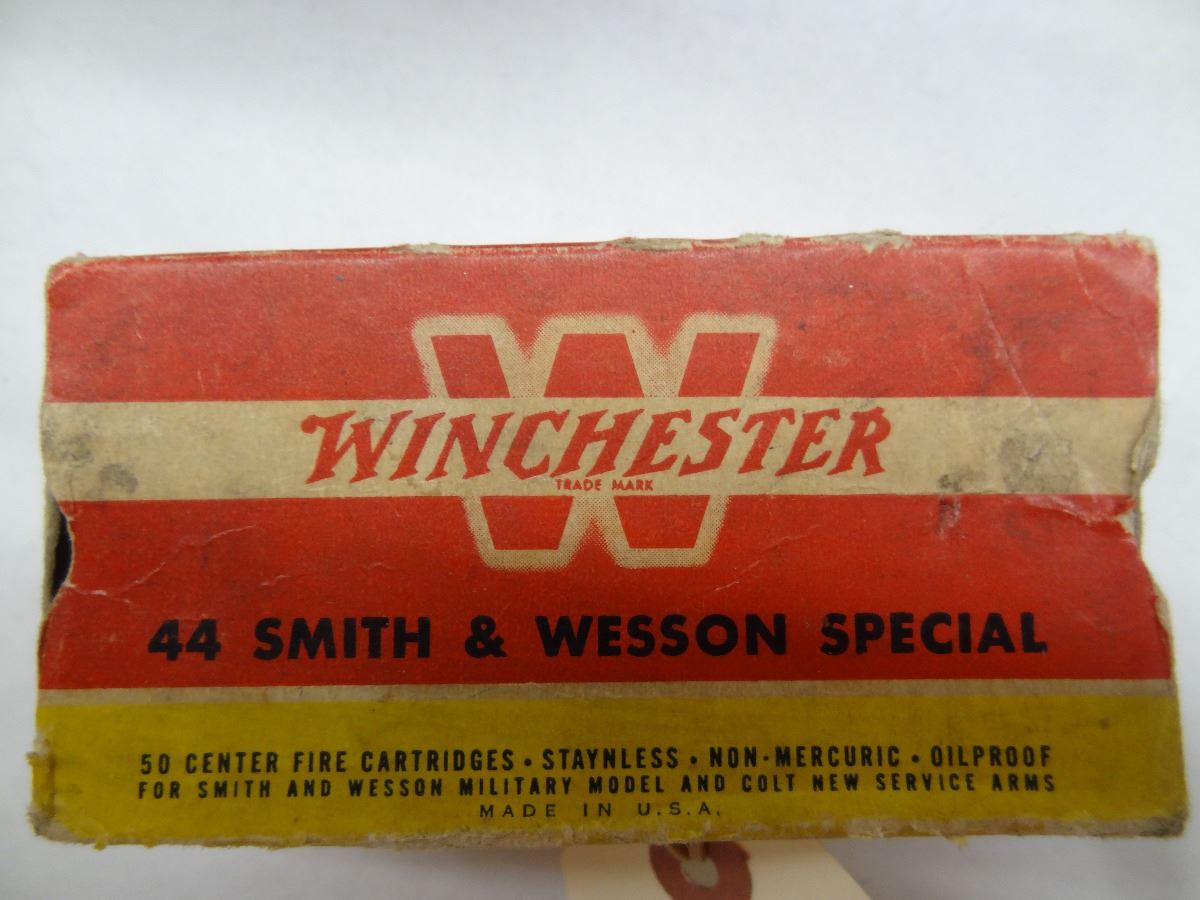 W
WINCHESTER
TRADE MARK
44 SMITH & WESSON SPECIAL
50 CENTER FIRE CARTRIDGES • STAYNLESS • NON-MERCURIC • OILPROOF
FOR SMITH AND WESSON MILITARY MODEL AND COLT NEW SERVICE ARMS
MADE IN U.S.A.